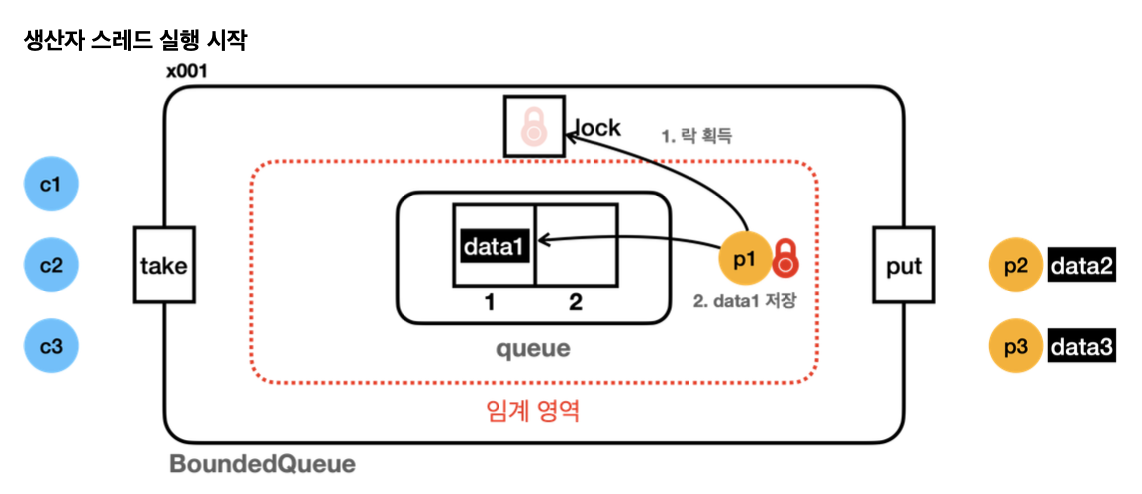 생산자 스레드 실행 시작
x001
lock
1. 락 획득
c1
c2
c3
take
data1
1
2
queue
p1
2. data1 저장
put
p2
data2
p3
data3
임계 영역
BoundedQueue